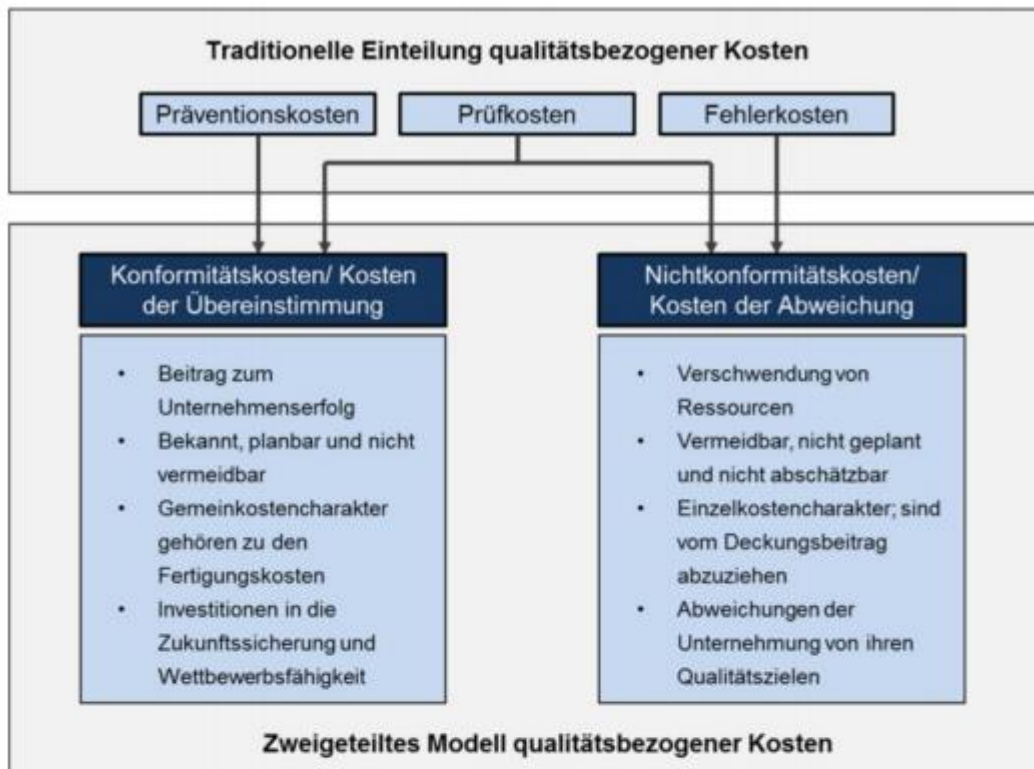 Traditionelle Einteilung qualitätsbezogener Kosten
Präventionskosten
Prüfkosten
Fehlerkosten
Konformitätskosten/ Kosten
der Übereinstimmung
• Beitrag zum
Unternehmenserfolg
• Bekannt, planbar und nicht
vermeidbar
• Gemeinkostencharakter
gehören zu den
Fertigungskosten
• Investitionen in die
Zukunftssicherung und
Wettbewerbsfähigkeit
Nichtkonformitätskosten/
Kosten der Abweichung
• Verschwendung von
Ressourcen
• Vermeidbar, nicht geplant
und nicht abschätzbar
• Einzelkostencharakter; sind
vom Deckungsbeitrag
abzuziehen
• Abweichungen der
Unternehmung von ihren
Qualitätszielen
Zweigeteiltes Modell qualitätsbezogener Kosten